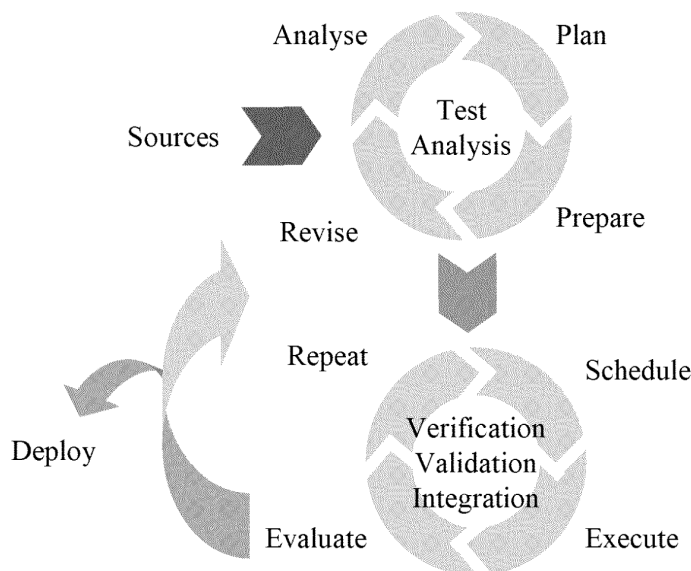 Analyse
Plan
Sources
Test
Analysis
Revise
Prepare
Repeat
Schedule
Verification
Validation
Integration
Deploy
Evaluate
Execute